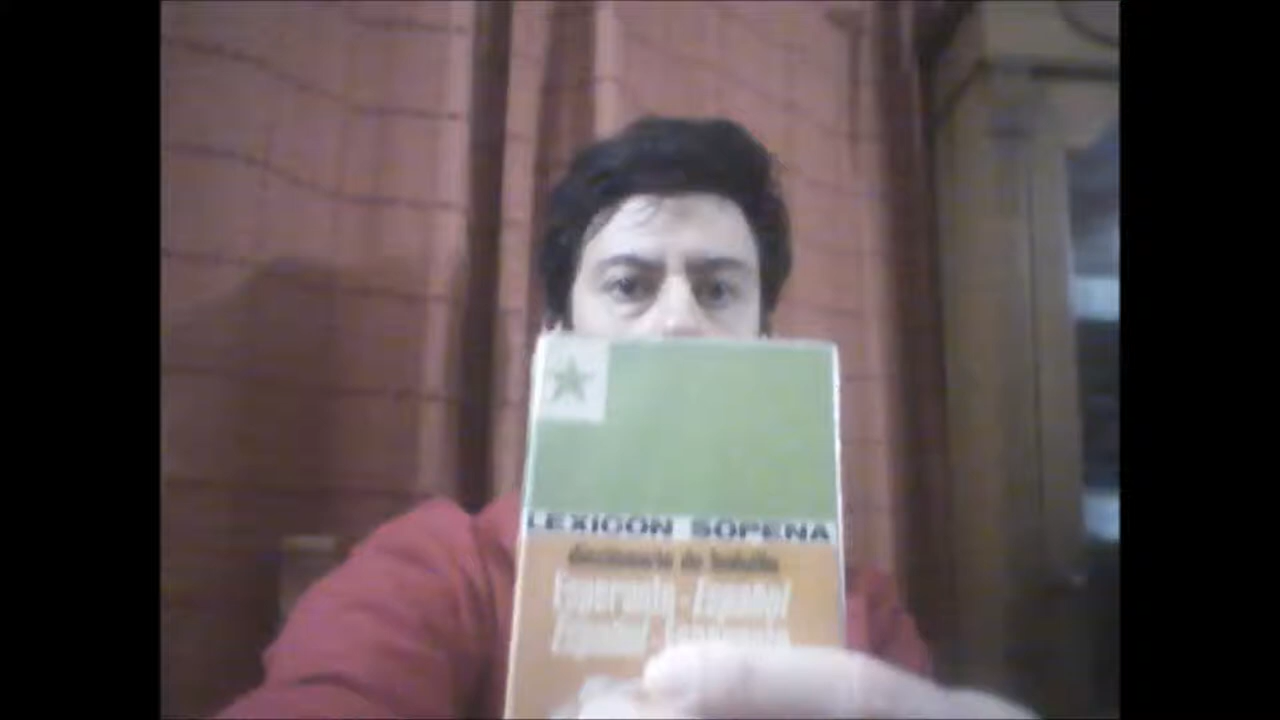 LEXICON SOPENA
diccionario de bolsillo
Esperanto - Español
Español - Esperanto